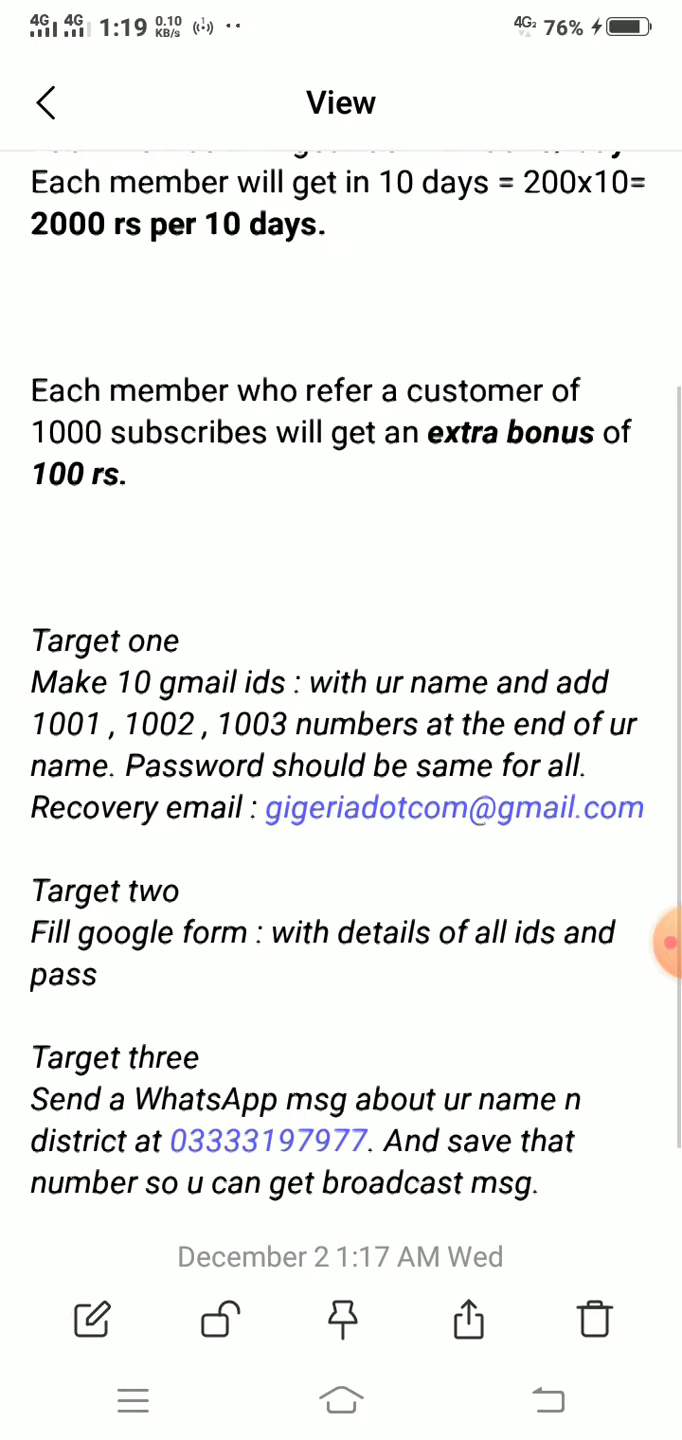 4G 4G 1:19 0.10 KB/s
4G2 76%
View
Each member will get in 10 days = 200x10=
2000 rs per 10 days.
Each member who refer a customer of
1000 subscribes will get an extra bonus of
100 rs.
Target one
Make 10 gmail ids : with ur name and add
1001 , 1002 , 1003 numbers at the end of ur
name. Password should be same for all.
Recovery email : gigeriadotcom@gmail.com
Target two
Fill google form : with details of all ids and
pass
Target three
Send a WhatsApp msg about ur name n
district at 03333197977. And save that
number so u can get broadcast msg.
December 2 1:17 AM Wed